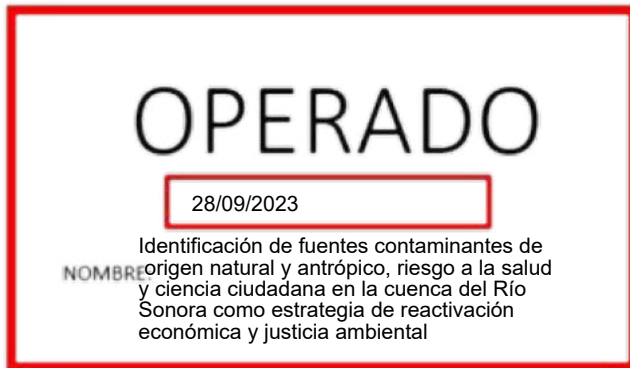 OPERADO
28/09/2023
Identificación de fuentes contaminantes de
NOMBRE: origen natural y antrópico, riesgo a la salud
y ciencia ciudadana en la cuenca del Río
Sonora como estrategia de reactivación
económica y justicia ambiental